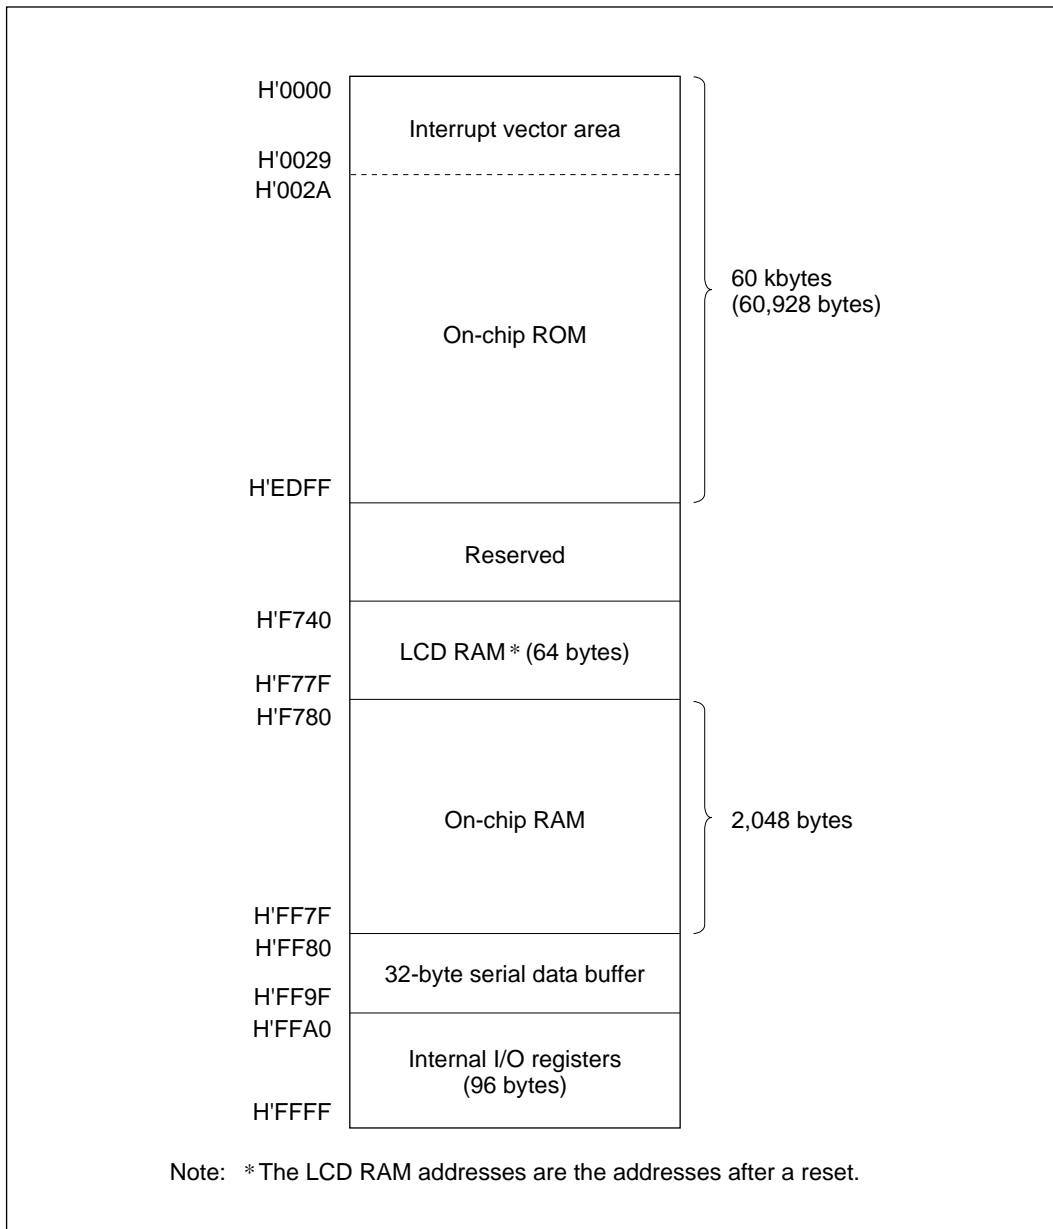 H'0000
Interrupt vector area
H'0029
H'002A
60 kbytes
(60,928 bytes)
On-chip ROM
H'EDFF
Reserved
H'F740
LCD RAM * (64 bytes)
H'F77F
H'F780
On-chip RAM
2,048 bytes
H'FF7F
H'FF80
32-byte serial data buffer
H'FF9F
H'FFA0
Internal I/O registers
(96 bytes)
H'FFFF
Note: * The LCD RAM addresses are the addresses after a reset.